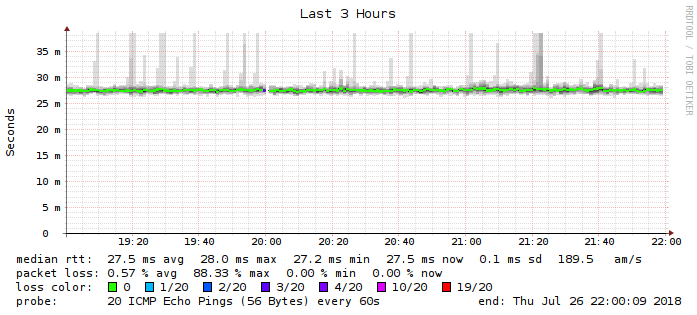 Last 3 Hours
RRDTOOL / TOBI OETIKER
Seconds
35 m
30 m
25 m
20 m
15 m
10 m
5 m
0
19:20 19:40 20:00 20:20 20:40 21:00 21:20 21:40 22:00
median rtt: 27.5 ms avg 28.0 ms max 27.2 ms min 27.5 ms now 0.1 ms sd 189.5 am/s
packet loss: 0.57 % avg 88.33 % max 0.00 % min 0.00 % now
loss color: 0 1/20 2/20 3/20 4/20 10/20 19/20
probe: 20 ICMP Echo Pings (56 Bytes) every 60s end: Thu Jul 26 22:00:09 2018